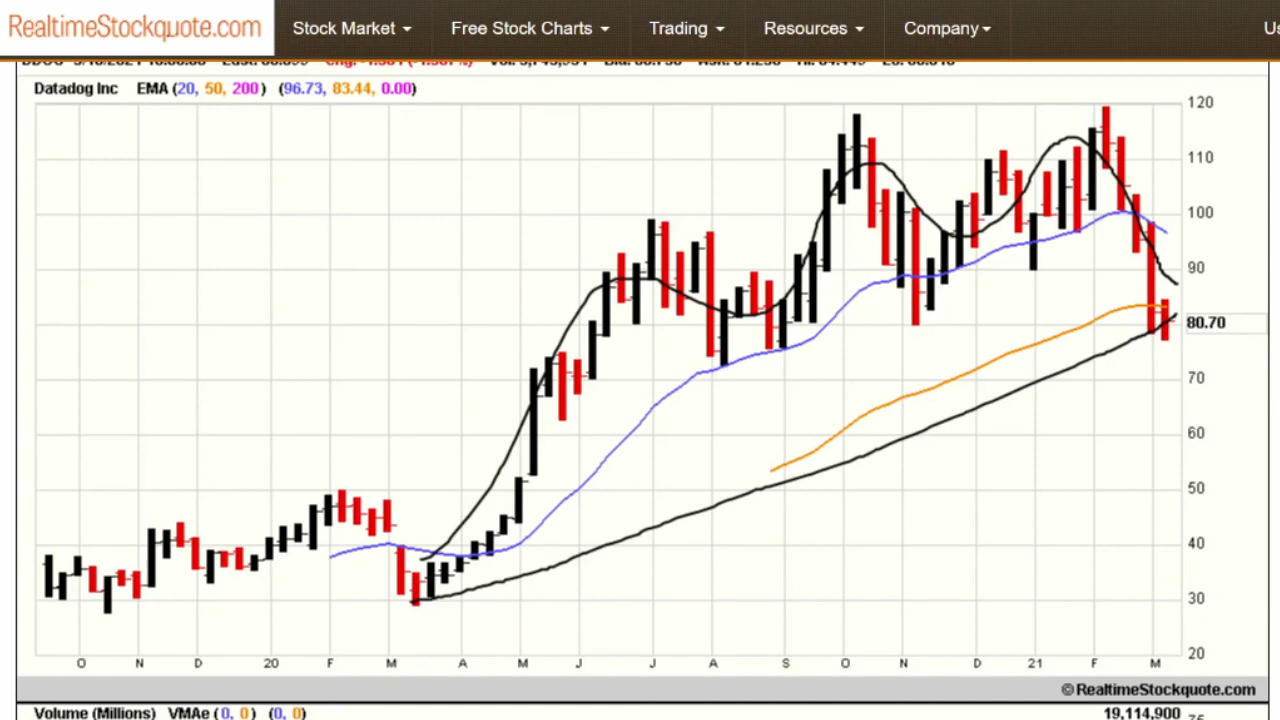 RealtimeStockquote.com Stock Market Free Stock Charts Trading Resources Company Us
Datadog Inc EMA (20, 50, 200) (96.73, 83.44, 0.00)
120
110
100
90
80.70
70
60
50
40
30
20
O N D 20 F M A M J J A S O N D 21 F M
©RealtimeStockquote.com
Volume (Millions) VMAe (0, 0) (0, 0) 19,114,900